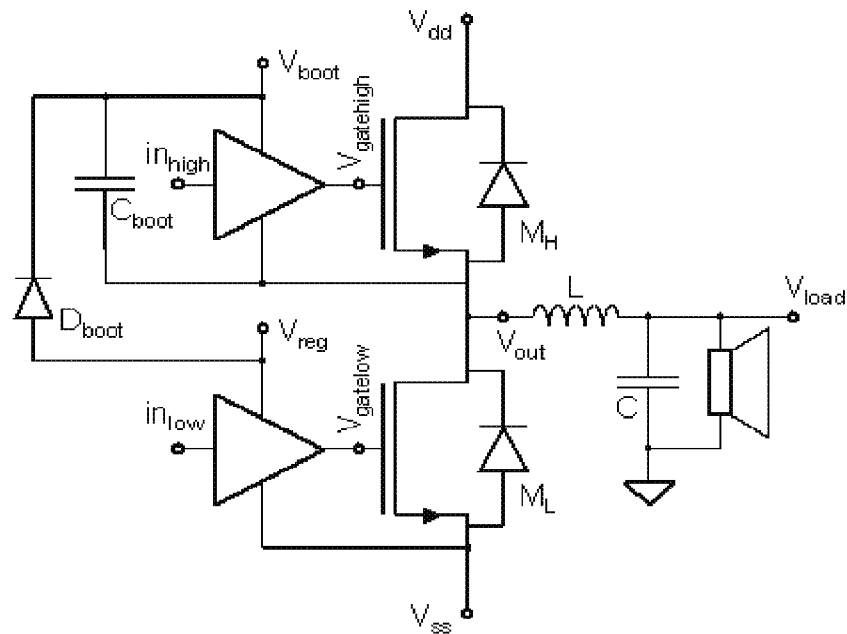 Vdd
Vboot
Vgatehigh
inhigh
Cboot
MH
Dboot
Vreg
L
Vload
Vout
Vgatelow
inlow
C
ML
Vss